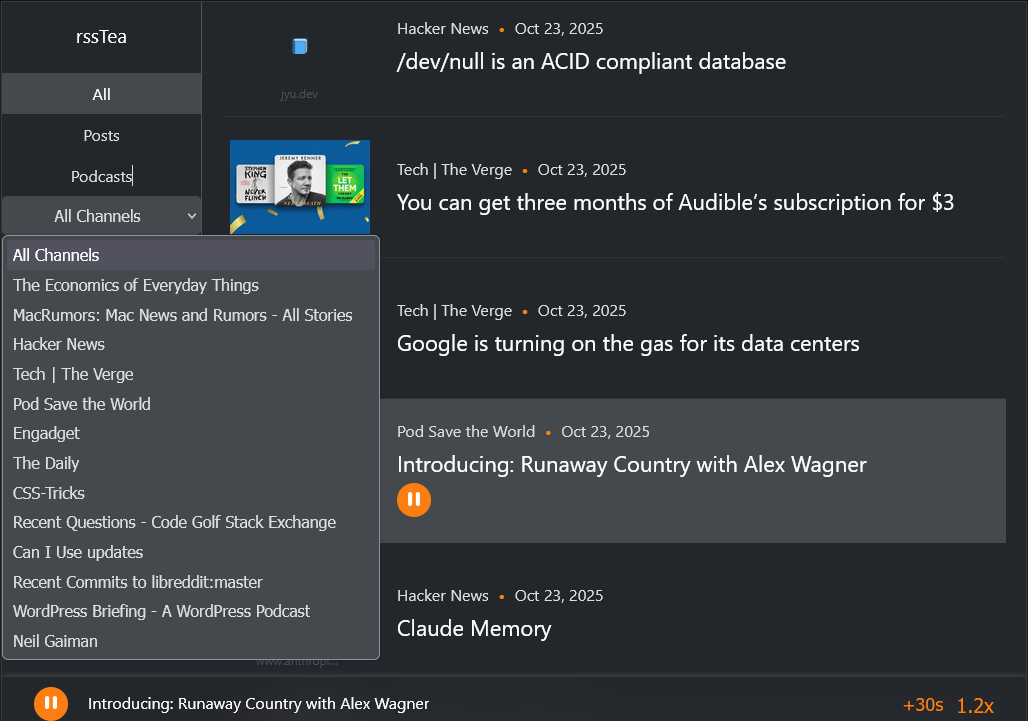 rssTea
All
Posts
Podcasts
All Channels
All Channels
The Economics of Everyday Things
MacRumors: Mac News and Rumors - All Stories
Hacker News
Tech | The Verge
Pod Save the World
Engadget
The Daily
CSS-Tricks
Recent Questions - Code Golf Stack Exchange
Can I Use updates
Recent Commits to libreddit:master
WordPress Briefing - A WordPress Podcast
Neil Gaiman
jyu.dev
Hacker News • Oct 23, 2025
/dev/null is an ACID compliant database
STEPHEN
KING
NEVER
FLINCH
JEREMY RENNER
THE
LET
THEM
Tech | The Verge • Oct 23, 2025
You can get three months of Audible’s subscription for $3
Tech | The Verge • Oct 23, 2025
Google is turning on the gas for its data centers
Pod Save the World • Oct 23, 2025
Introducing: Runaway Country with Alex Wagner
Hacker News • Oct 23, 2025
Claude Memory
www.anthropi...
Introducing: Runaway Country with Alex Wagner
+30s 1.2x